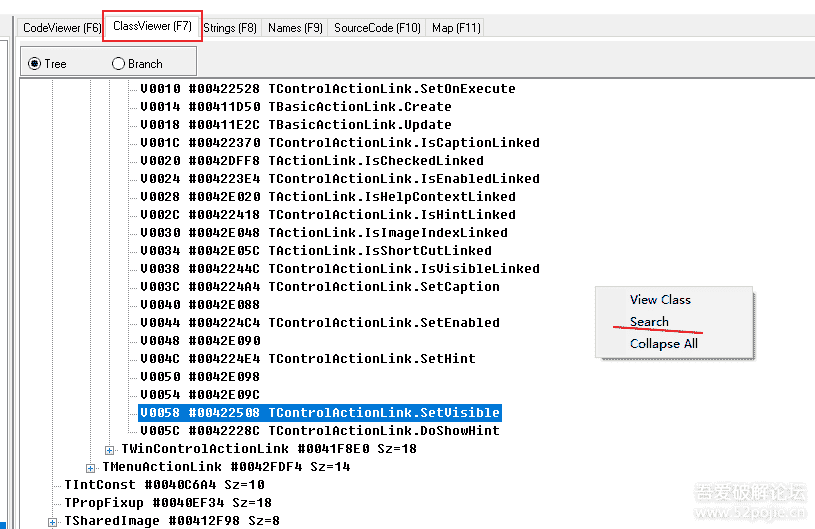 CodeViewer (F6) ClassViewer (F7) Strings (F8) Names (F9) SourceCode (F10) Map (F11)
Tree Branch
V0010 #00422528 TControlActionLink.SetOnExecute
V0014 #00411D50 TBasicActionLink.Create
V0018 #00411E2C TBasicActionLink.Update
V001C #00422370 TControlActionLink.IsCaptionLinked
V0020 #0042DFF8 TActionLink.IsCheckedLinked
V0024 #004223E4 TControlActionLink.IsEnabledLinked
V0028 #0042E020 TActionLink.IsHelpContextLinked
V002C #00422418 TControlActionLink.IsHintLinked
V0030 #0042E048 TActionLink.IsImageIndexLinked
V0034 #0042E05C TActionLink.IsShortCutLinked
V0038 #0042244C TControlActionLink.IsVisibleLinked
V003C #004224A4 TControlActionLink.SetCaption
V0040 #0042E088
V0044 #004224C4 TControlActionLink.SetEnabled
V0048 #0042E090
V004C #004224E4 TControlActionLink.SetHint
V0050 #0042E098
V0054 #0042E09C
V0058 #00422508 TControlActionLink.SetVisible
V005C #0042228C TControlActionLink.DoShowHint
TWinControlActionLink #0041F8E0 Sz=18
TMenuActionLink #0042FDF4 Sz=14
TIntConst #0040C6A4 Sz=10
TPropFixup #0040EF34 Sz=18
TSharedImage #00412F98 Sz=8
View Class
Search
Collapse All
吾爱破解论坛
www.52pojie.cn